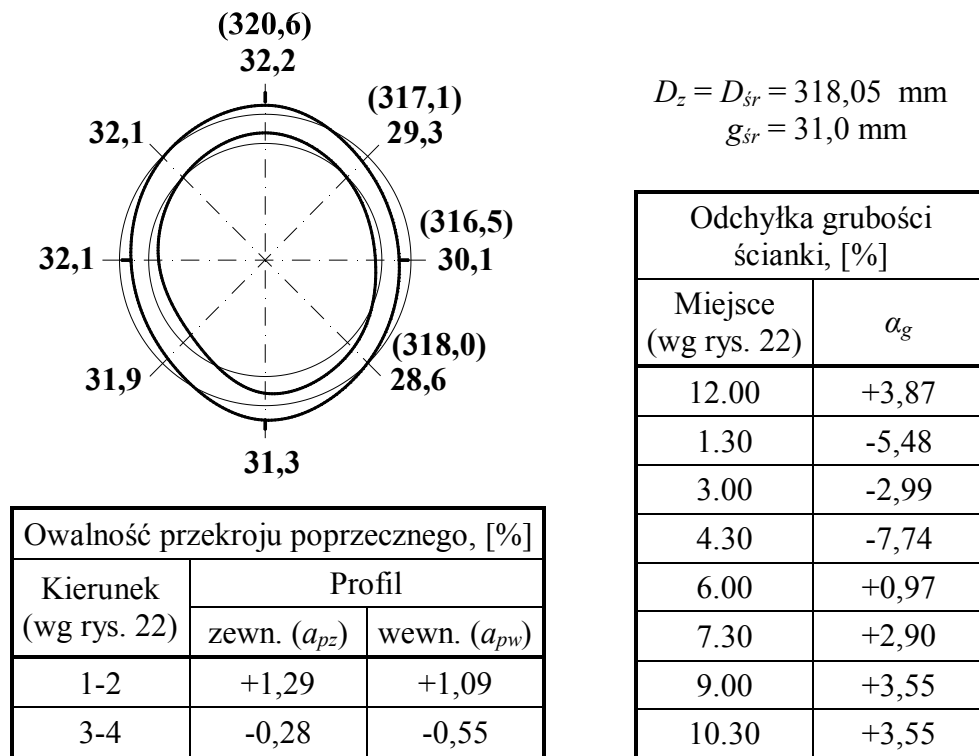 (320,6)
32,2
(317,1)
32,1
29,3
(316,5)
32,1
30,1
(318,0)
31,9
28,6
31,3
D_z = D_śr = 318,05 mm
g_śr = 31,0 mm
Owalność przekroju poprzecznego, [%]
Kierunek
(wg rys. 22)
Profil
zewn. (a_pz) wewn. (a_pw)
1-2 +1,29 +1,09
3-4 -0,28 -0,55
Odchyłka grubości
ścianki, [%]
Miejsce
(wg rys. 22)
α_g
12.00 +3,87
1.30 -5,48
3.00 -2,99
4.30 -7,74
6.00 +0,97
7.30 +2,90
9.00 +3,55
10.30 +3,55